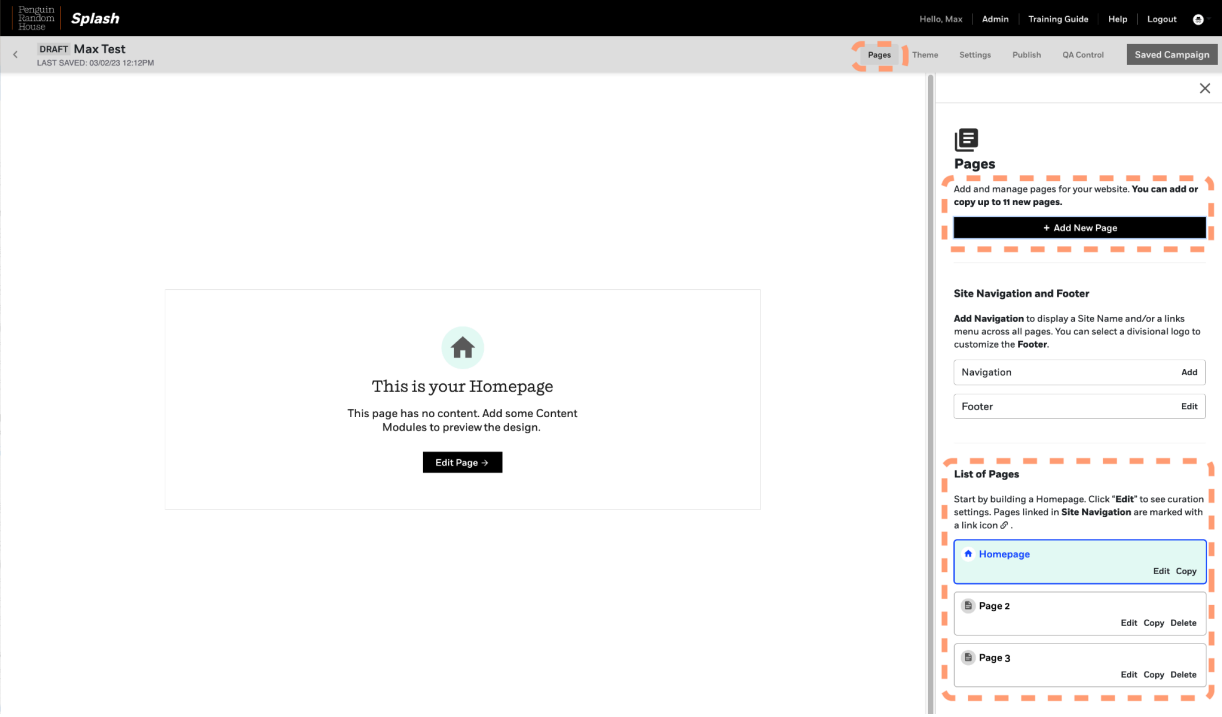 Penguin
Random
House
Splash
Hello, Max
Admin
Training Guide
Help
Logout
DRAFT Max Test
LAST SAVED: 03/02/23 12:12PM
Pages
Theme
Settings
Publish
QA Control
Saved Campaign
This is your Homepage
This page has no content. Add some Content
Modules to preview the design.
Edit Page →
Pages
Add and manage pages for your website. You can add or
copy up to 11 new pages.
+ Add New Page
Site Navigation and Footer
Add Navigation to display a Site Name and/or a links
menu across all pages. You can select a divisional logo to
customize the Footer.
Navigation Add
Footer Edit
List of Pages
Start by building a Homepage. Click "Edit" to see curation
settings. Pages linked in Site Navigation are marked with
a link icon .
Homepage
Edit Copy
Page 2
Edit Copy Delete
Page 3
Edit Copy Delete